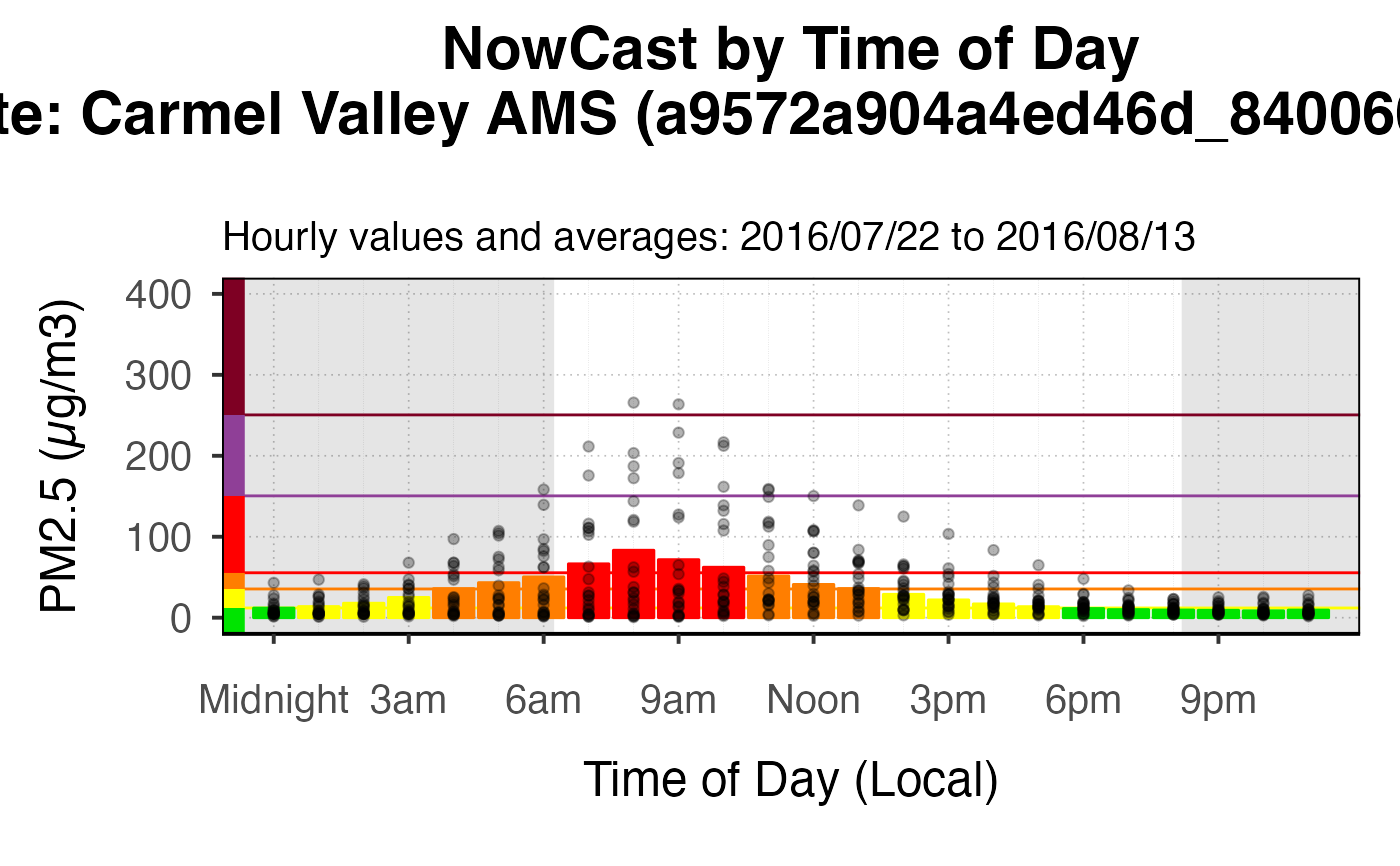 NowCast by Time of Day
te: Carmel Valley AMS (a9572a904a4ed46d_84006
Hourly values and averages: 2016/07/22 to 2016/08/13
PM2.5 (μg/m3)
400
300
200
100
0
Midnight 3am 6am 9am Noon 3pm 6pm 9pm
Time of Day (Local)